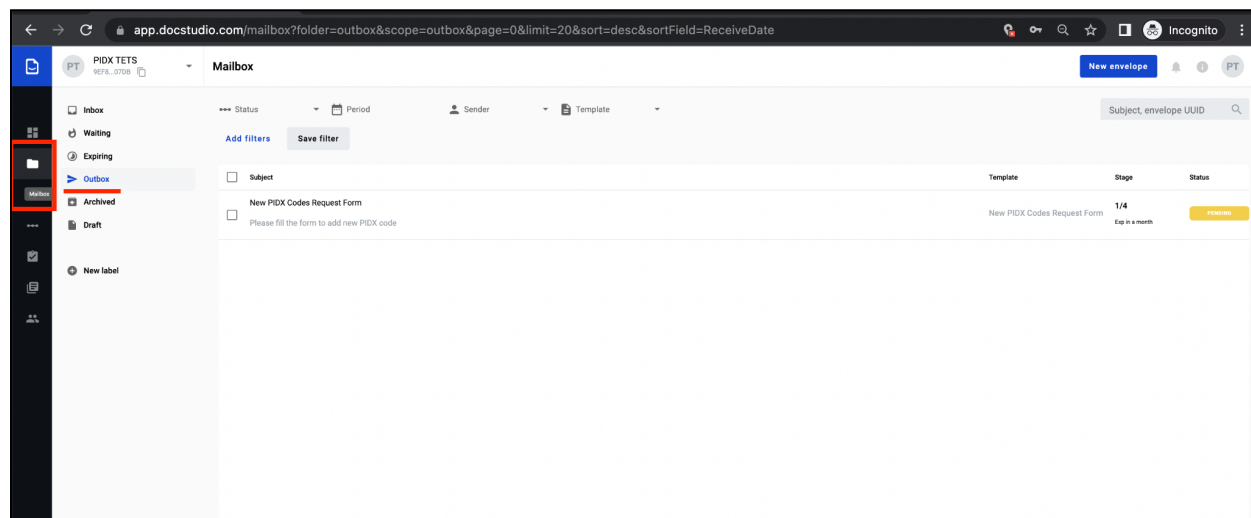 app.docstudio.com/mailbox?folder=outbox&scope=outbox&page=0&limit=20&sort=desc&sortField=ReceiveDate
Incognito
PT
PIDX TETS
9EF8...07DB
Mailbox
New envelope
PT
Inbox
Waiting
Expiring
Outbox
Archived
Draft
New label
Mailbox
Status
Period
Sender
Template
Subject, envelope UUID
Add filters
Save filter
Subject
Template
Stage
Status
New PIDX Codes Request Form
Please fill the form to add new PIDX code
New PIDX Codes Request Form
1/4
Exp in a month
PENDING